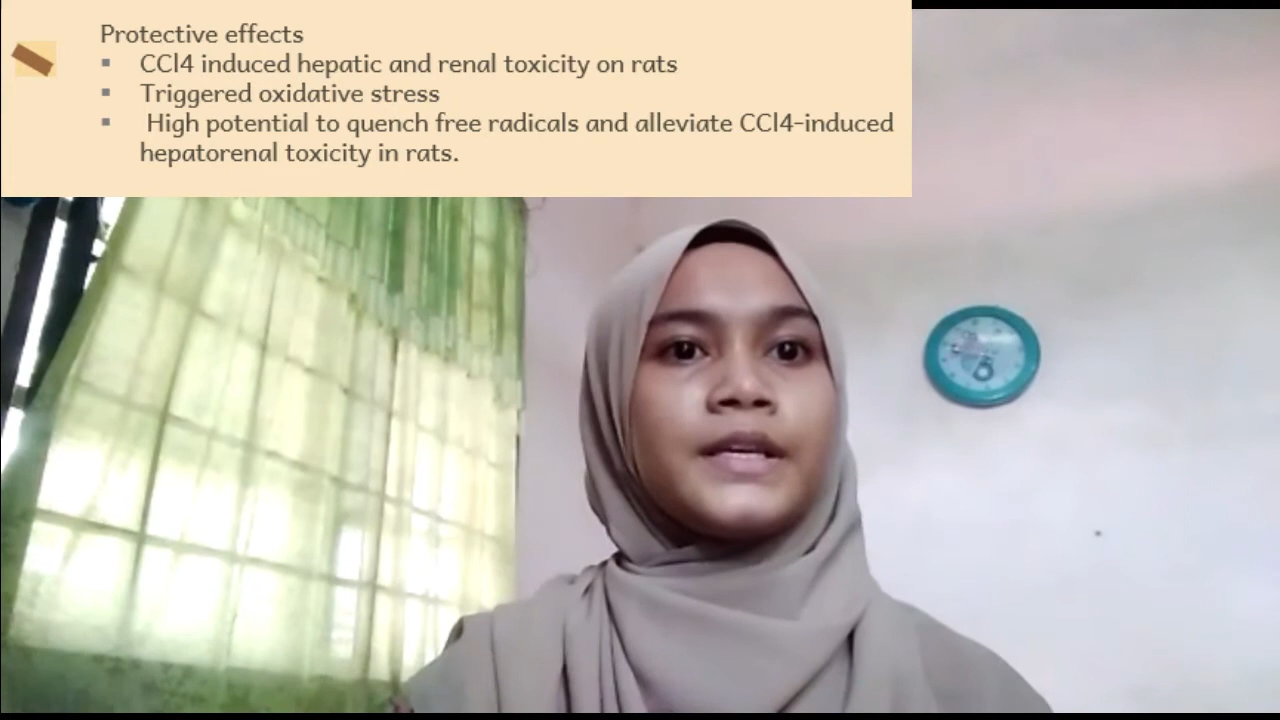 Protective effects
▪ CCl4 induced hepatic and renal toxicity on rats
▪ Triggered oxidative stress
▪ High potential to quench free radicals and alleviate CCl4-induced
hepatorenal toxicity in rats.